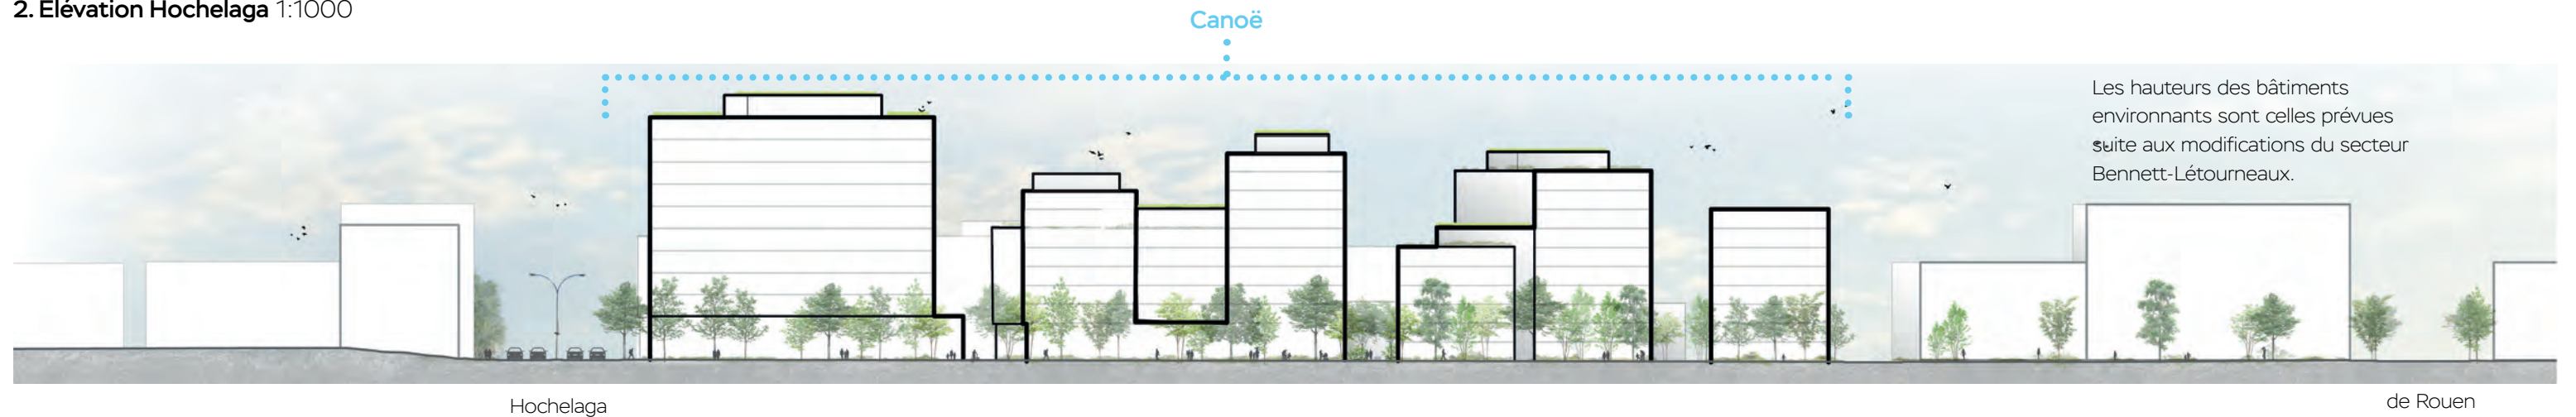 2. Élévation Hochelaga 1:1000
Canoë
Les hauteurs des bâtiments
environnants sont celles prévues
suite aux modifications du secteur
Bennett-Létourneaux.
Hochelaga
de Rouen